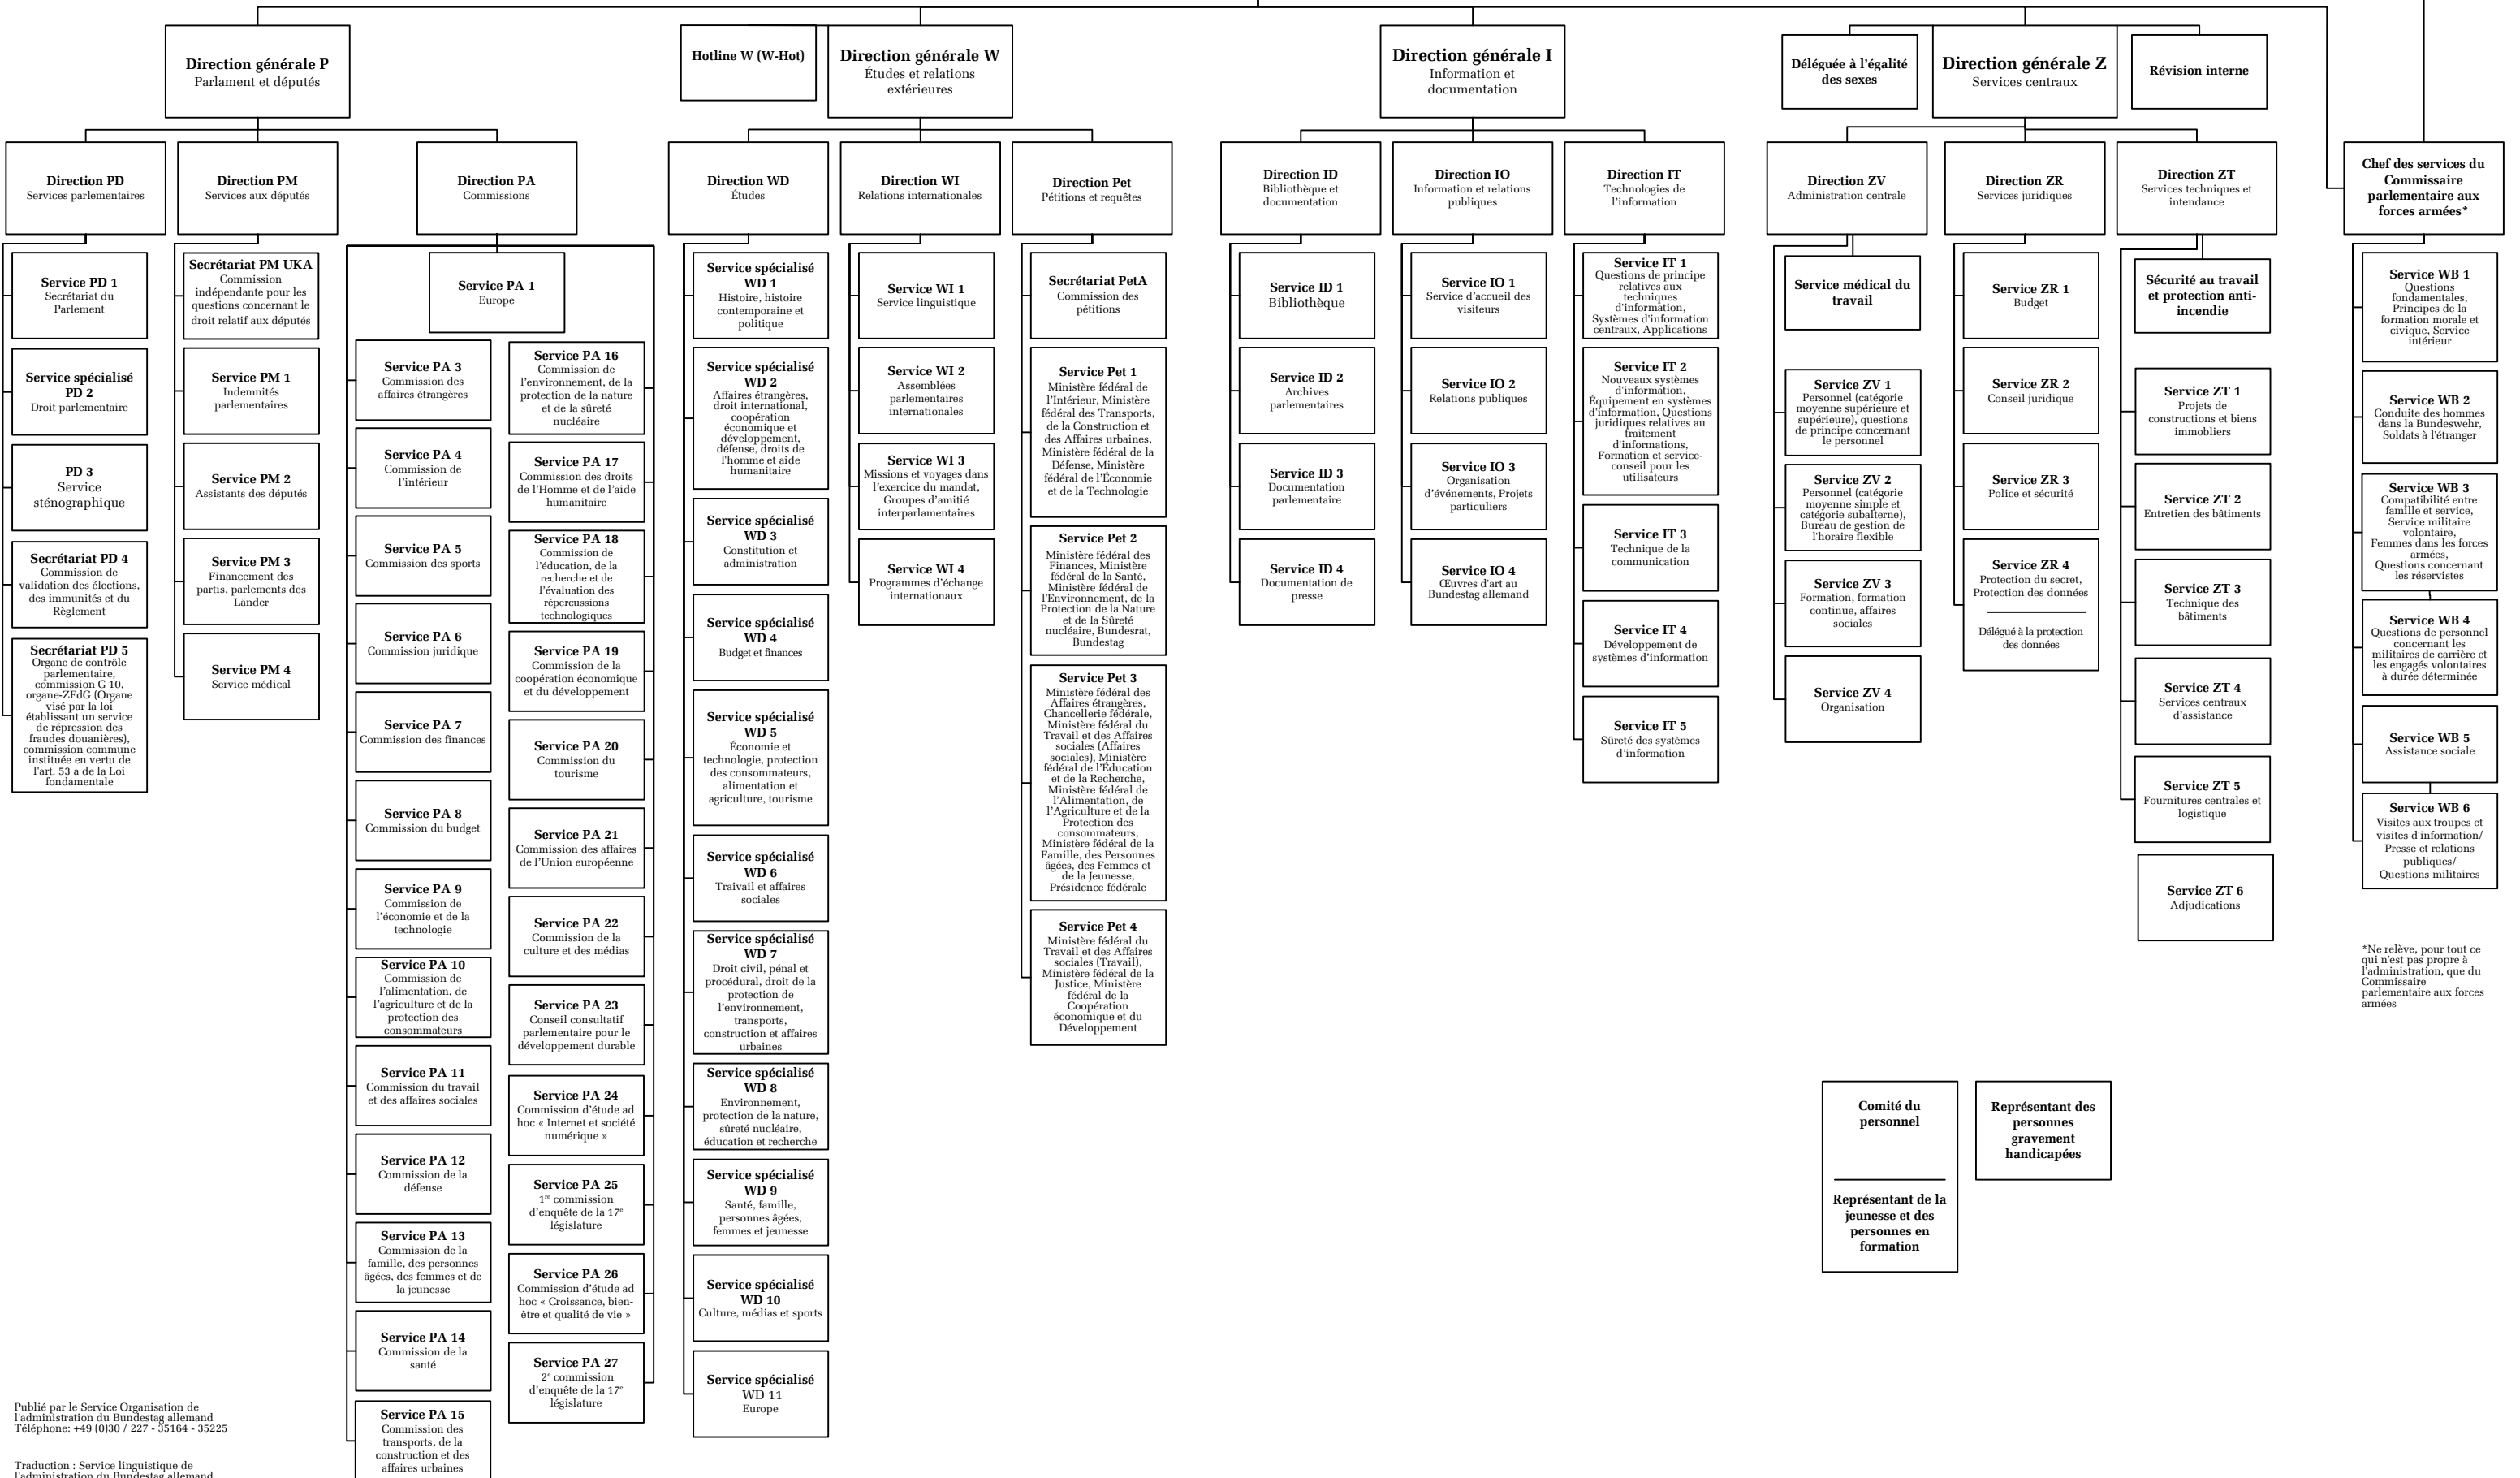 Direction générale P
Parlament et députés
Hotline W (W-Hot)
Direction générale W
Études et relations
extérieures
Direction générale I
Information et
documentation
Déléguée à l'égalité
des sexes
Direction générale Z
Services centraux
Révision interne
Direction PD
Services parlementaires
Direction PM
Services aux députés
Direction PA
Commissions
Direction WD
Études
Direction WI
Relations internationales
Direction Pet
Pétitions et requêtes
Direction ID
Bibliothèque et
documentation
Direction IO
Information et relations
publiques
Direction IT
Technologies de
l'information
Direction ZV
Administration centrale
Direction ZR
Services juridiques
Direction ZT
Services techniques et
intendance
Chef des services du
Commissaire
parlementaire aux
forces armées*
Service PD 1
Secrétariat du
Parlement
Service spécialisé
PD 2
Droit parlementaire
PD 3
Service
sténographique
Secrétariat PD 4
Commission de
validation des élections,
des immunités et du
Règlement
Secrétariat PD 5
Organe de contrôle
parlementaire,
commission G 10,
organe-ZFdG (Organe
visé par la loi
établissant un service
de répression des
fraudes douanières),
commission commune
instituée en vertu de
l'art. 53 a de la Loi
fondamentale
Secrétariat PM UKA
Commission
indépendante pour les
questions concernant le
droit relatif aux députés
Service PM 1
Indemnités
parlementaires
Service PM 2
Assistants des députés
Service PM 3
Financement des
partis, parlements des
Länder
Service PM 4
Service médical
Service PA 1
Europe
Service PA 3
Commission des
affaires étrangères
Service PA 4
Commission de
l'intérieur
Service PA 5
Commission des sports
Service PA 6
Commission juridique
Service PA 7
Commission des finances
Service PA 8
Commission du budget
Service PA 9
Commission de
l'économie et de la
technologie
Service PA 10
Commission de
l'alimentation, de
l'agriculture et de la
protection des
consommateurs
Service PA 11
Commission du travail
et des affaires sociales
Service PA 12
Commission de la
défense
Service PA 13
Commission de la
famille, des personnes
âgées, des femmes et de
la jeunesse
Service PA 14
Commission de la
santé
Service PA 15
Commission des
transports, de la
construction et des
affaires urbaines
Service PA 16
Commission de
l'environnement, de la
protection de la nature
et de la sûreté
nucléaire
Service PA 17
Commission des droits
de l'Homme et de l'aide
humanitaire
Service PA 18
Commission de
l'éducation, de la
recherche et de
l'évaluation des
répercussions
technologiques
Service PA 19
Commission de la
coopération économique
et du développement
Service PA 20
Commission du
tourisme
Service PA 21
Commission des affaires
de l'Union européenne
Service PA 22
Commission de la
culture et des médias
Service PA 23
Conseil consultatif
parlementaire pour le
développement durable
Service PA 24
Commission d'étude ad
hoc « Internet et société
numérique »
Service PA 25
1re commission
d'enquête de la 17e
législature
Service PA 26
Commission d'étude ad
hoc « Croissance, bien-
être et qualité de vie »
Service PA 27
2e commission
d'enquête de la 17e
législature
Service spécialisé
WD 1
Histoire, histoire
contemporaine et
politique
Service spécialisé
WD 2
Affaires étrangères,
droit international,
coopération
économique et
développement,
défense, droits de
l'homme et aide
humanitaire
Service spécialisé
WD 3
Constitution et
administration
Service spécialisé
WD 4
Budget et finances
Service spécialisé
WD 5
Économie et
technologie, protection
des consommateurs,
alimentation et
agriculture, tourisme
Service spécialisé
WD 6
Traivail et affaires
sociales
Service spécialisé
WD 7
Droit civil, pénal et
procédural, droit de la
protection de
l'environnement,
transports,
construction et affaires
urbaines
Service spécialisé
WD 8
Environnement,
protection de la nature,
sûreté nucléaire,
éducation et recherche
Service spécialisé
WD 9
Santé, famille,
personnes âgées,
femmes et jeunesse
Service spécialisé
WD 10
Culture, médias et sports
Service spécialisé
WD 11
Europe
Service WI 1
Service linguistique
Service WI 2
Assemblées
parlementaires
internationales
Service WI 3
Missions et voyages dans
l'exercice du mandat,
Groupes d'amitié
interparlamentaires
Service WI 4
Programmes d'échange
internationaux
Secrétariat PetA
Commission des
pétitions
Service Pet 1
Ministère fédéral de
l'Intérieur, Ministère
fédéral des Transports,
de la Construction et
des Affaires urbaines,
Ministère fédéral de la
Défense, Ministère
fédéral de l'Économie
et de la Technologie
Service Pet 2
Ministère fédéral des
Finances, Ministère
fédéral de la Santé,
Ministère fédéral de
l'Environnement, de la
Protection de la Nature
et de la Sûreté
nucléaire, Bundesrat,
Bundestag
Service Pet 3
Ministère fédéral des
Affaires étrangères,
Chancellerie fédérale,
Ministère fédéral du
Travail et des Affaires
sociales (Affaires
sociales), Ministère
fédéral de l'Éducation
et de la Recherche,
Ministère fédéral de
l'Alimentation, de
l'Agriculture et de la
Protection des
consommateurs,
Ministère fédéral de la
Famille, des Personnes
âgées, des Femmes et
de la Jeunesse,
Présidence fédérale
Service Pet 4
Ministère fédéral du
Travail et des Affaires
sociales (Travail),
Ministère fédéral de la
Justice, Ministère
fédéral de la
Coopération
économique et du
Développement
Service ID 1
Bibliothèque
Service ID 2
Archives
parlementaires
Service ID 3
Documentation
parlementaire
Service ID 4
Documentation de
presse
Service IO 1
Service d'accueil des
visiteurs
Service IO 2
Relations publiques
Service IO 3
Organisation
d'événements, Projets
particuliers
Service IO 4
Œuvres d'art au
Bundestag allemand
Service IT 1
Questions de principe
relatives aux
techniques
d'information,
Systèmes d'information
centraux, Applications
Service IT 2
Nouveaux systèmes
d'information,
Équipement en systèmes
d'information, Questions
juridiques relatives au
traitement
d'informations,
Formation et service-
conseil pour les
utilisateurs
Service IT 3
Technique de la
communication
Service IT 4
Développement de
systèmes d'information
Service IT 5
Sûreté des systèmes
d'information
Service médical du
travail
Service ZV 1
Personnel (catégorie
moyenne supérieure et
supérieure), questions
de principe concernant
le personnel
Service ZV 2
Personnel (catégorie
moyenne simple et
catégorie subalterne),
Bureau de gestion de
l'horaire flexible
Service ZV 3
Formation, formation
continue, affaires
sociales
Service ZV 4
Organisation
Service ZR 1
Budget
Service ZR 2
Conseil juridique
Service ZR 3
Police et sécurité
Service ZR 4
Protection du secret,
Protection des données
Délégué à la protection
des données
Sécurité au travail
et protection anti-
incendie
Service ZT 1
Projets de
constructions et biens
immobliers
Service ZT 2
Entretien des bâtiments
Service ZT 3
Technique des
bâtiments
Service ZT 4
Services centraux
d'assistance
Service ZT 5
Fournitures centrales et
logistique
Service ZT 6
Adjudications
Service WB 1
Questions
fondamentales,
Principes de la
formation morale et
civique, Service
intérieur
Service WB 2
Conduite des hommes
dans la Bundeswehr,
Soldats à l'étranger
Service WB 3
Compatibilité entre
famille et service,
Service militaire
volontaire,
Femmes dans les forces
armées,
Questions concernant
les réservistes
Service WB 4
Questions de personnel
concernant les
militaires de carrière et
les engagés volontaires
à durée déterminée
Service WB 5
Assistance sociale
Service WB 6
Visites aux troupes et
visites d'information/
Presse et relations
publiques/
Questions militaires
*Ne relève, pour tout ce
qui n'est pas propre à
l'administration, que du
Commissaire
parlementaire aux forces
armées
Comité du
personnel
Représentant de la
jeunesse et des
personnes en
formation
Représentant des
personnes
gravement
handicapées
Publié par le Service Organisation de
l'administration du Bundestag allemand
Téléphone: +49 (0)30 / 227 - 35164 - 35225
Traduction : Service linguistique de
l'administration du Bundestag allemand